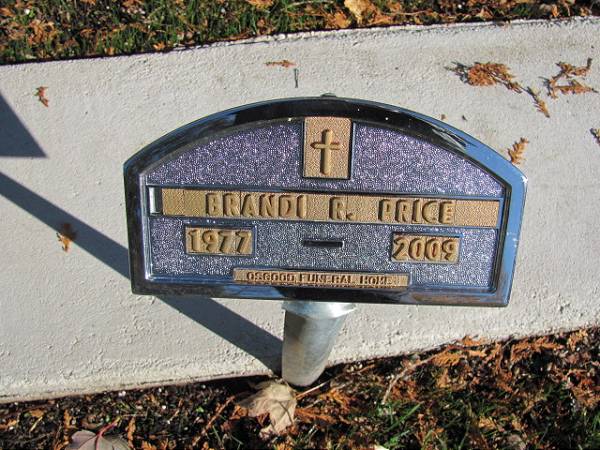 BRANDI R. PRICE
1977 - 2009
OSGOOD FUNERAL HOME